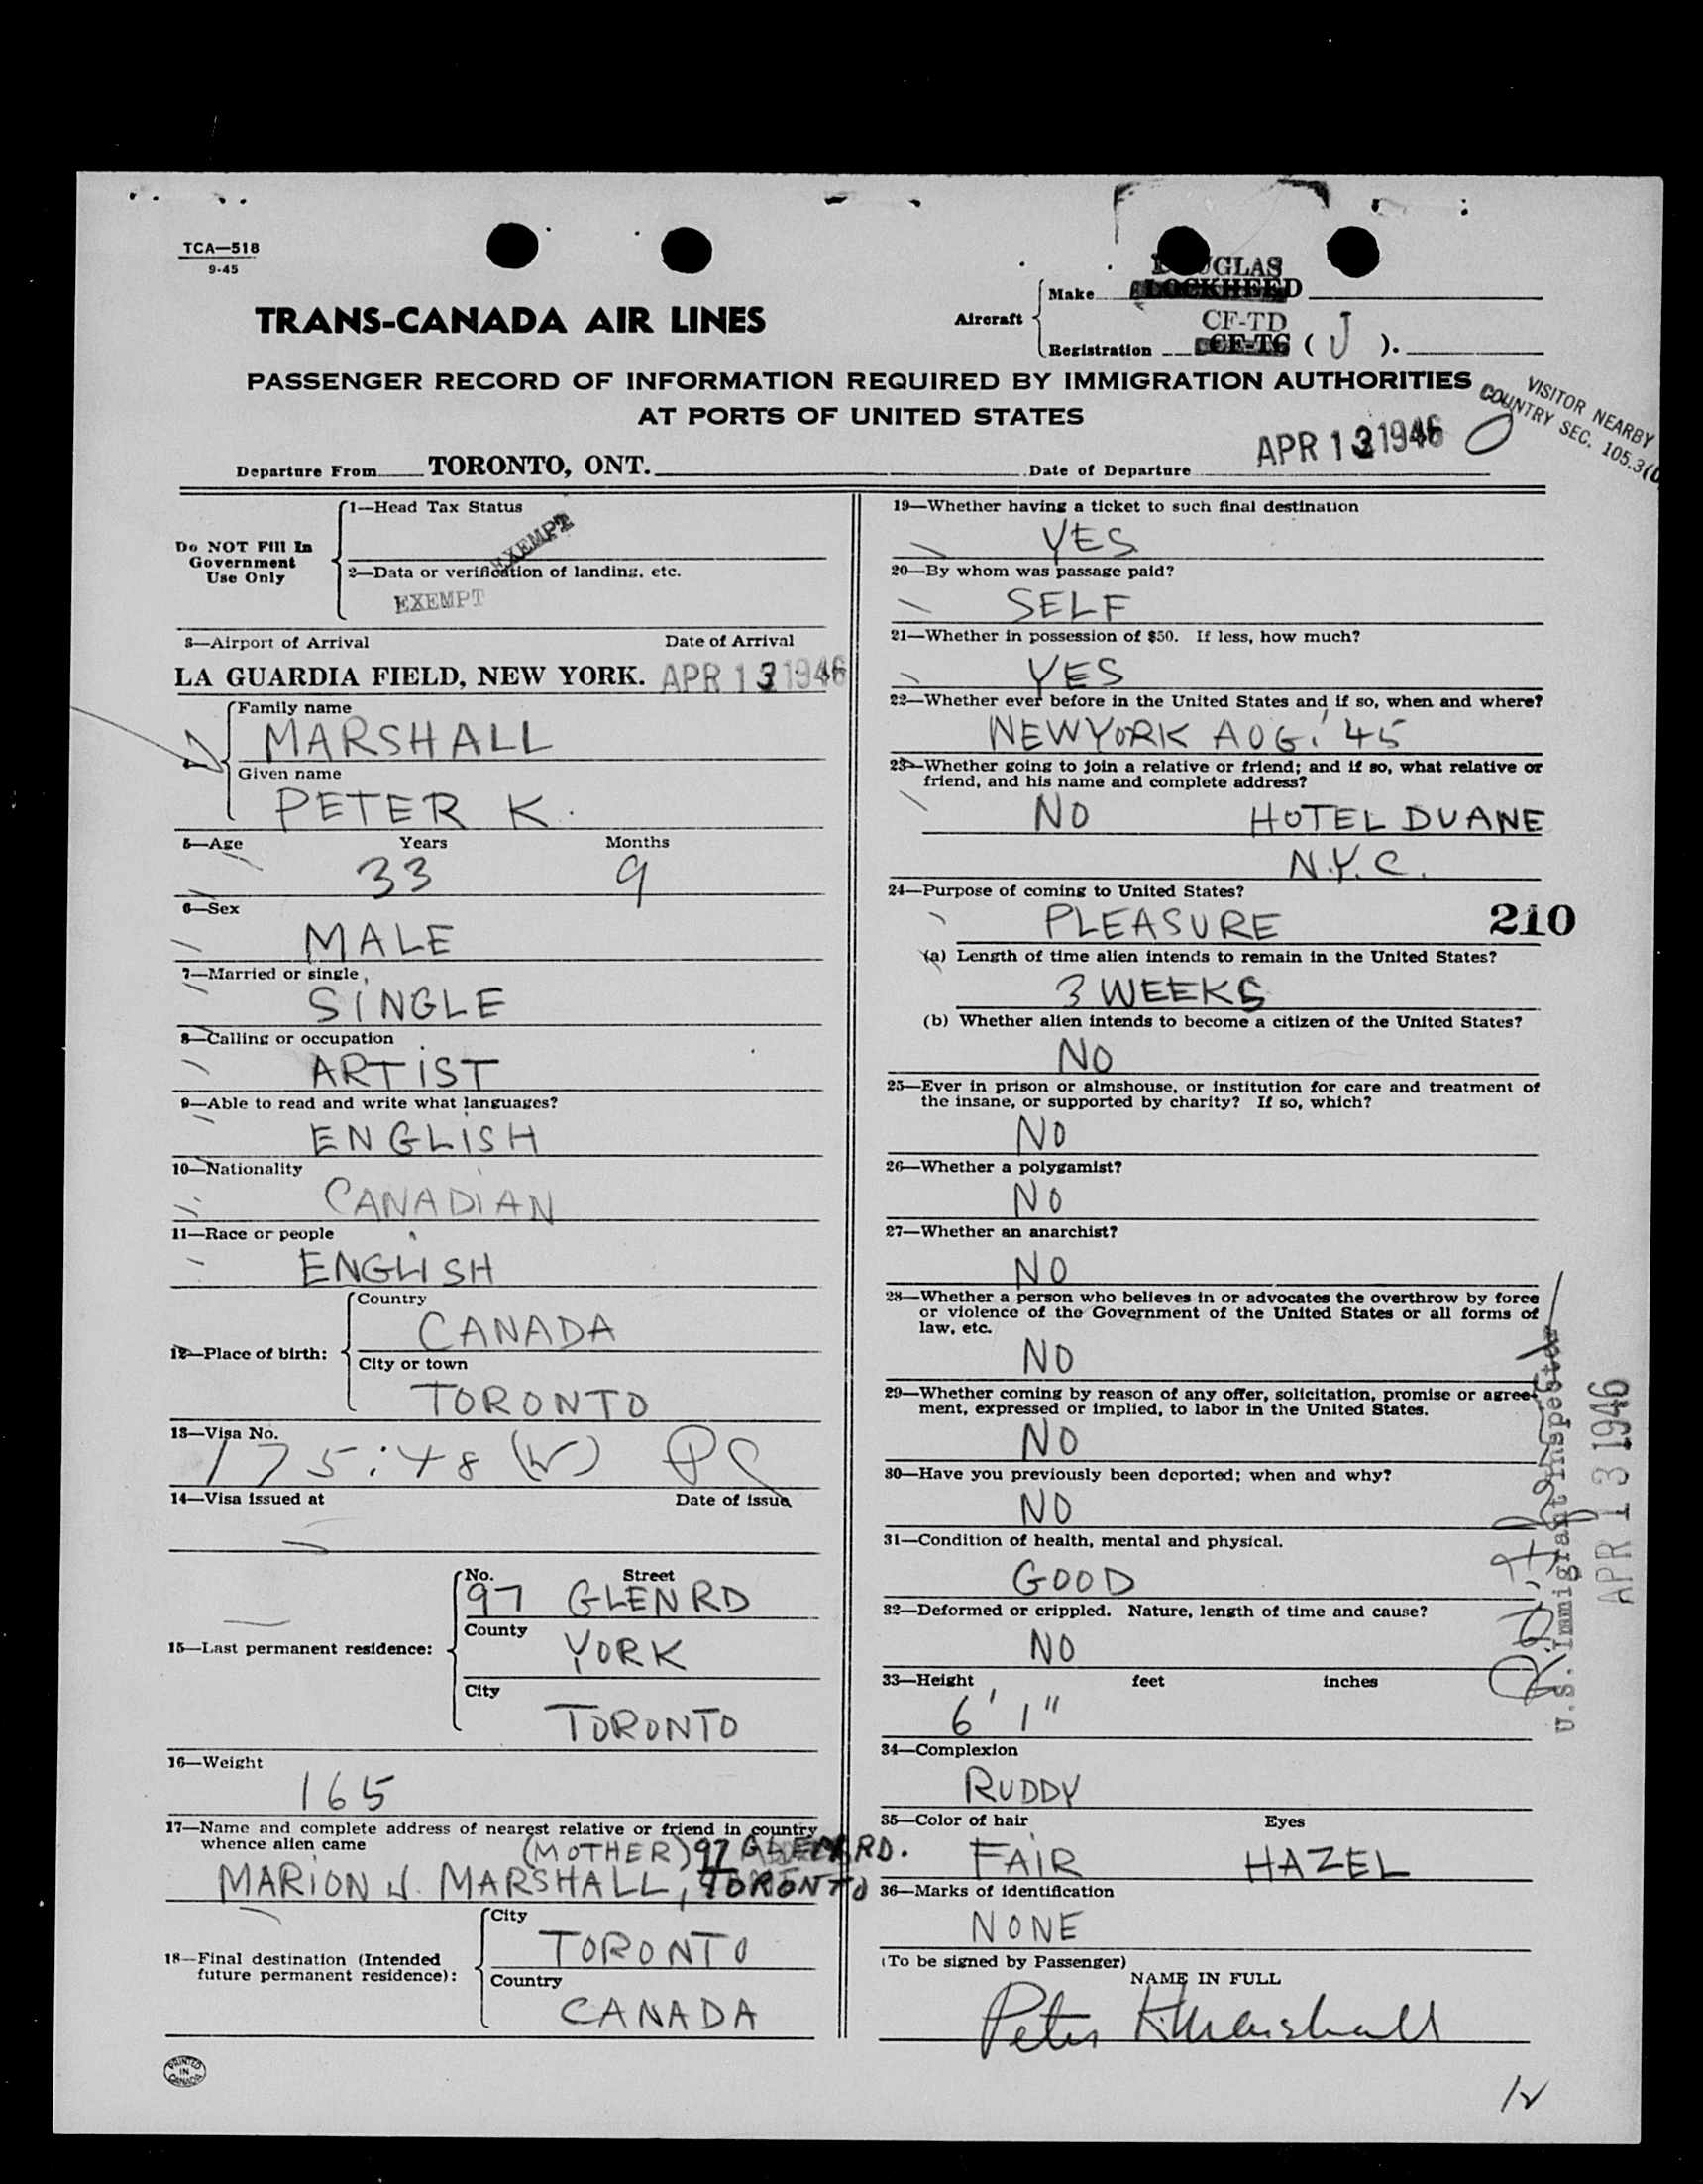 TCA—518
9-45
DOUGLAS
Make LOCKHEED
TRANS-CANADA AIR LINES
Aircraft
CF-TD
Registration CF-TG ( J ).
PASSENGER RECORD OF INFORMATION REQUIRED BY IMMIGRATION AUTHORITIES
AT PORTS OF UNITED STATES
VISITOR NEARBY
COUNTRY SEC. 105.3(
Departure From TORONTO, ONT. Date of Departure APR 13 1946
Do NOT Fill In
Government
Use Only
1—Head Tax Status
EXEMPT
2—Data or verification of landing, etc.
EXEMPT
3—Airport of Arrival Date of Arrival
LA GUARDIA FIELD, NEW YORK. APR 13 1946
Family name
MARSHALL
Given name
PETER K.
5—Age Years Months
33 9
6—Sex
MALE
7—Married or single
SINGLE
8—Calling or occupation
ARTIST
9—Able to read and write what languages?
ENGLISH
10—Nationality
CANADIAN
11—Race or people
ENGLISH
12—Place of birth:
Country
CANADA
City or town
TORONTO
13—Visa No.
175:48 (W)
14—Visa issued at Date of issue
15—Last permanent residence:
No. Street
97 GLEN RD
County
YORK
City
TORONTO
16—Weight
165
17—Name and complete address of nearest relative or friend in country
whence alien came
(MOTHER) 97 GLEN RD.
MARION J. MARSHALL, TORONTO
18—Final destination (Intended
future permanent residence):
City
TORONTO
Country
CANADA
PRINTED
IN
CANADA
19—Whether having a ticket to such final destination
YES
20—By whom was passage paid?
SELF
21—Whether in possession of $50. If less, how much?
YES
22—Whether ever before in the United States and if so, when and where?
NEW YORK AUG. '45
23—Whether going to join a relative or friend; and if so, what relative or
friend, and his name and complete address?
NO HOTEL DUANE
N.Y.C.
24—Purpose of coming to United States?
PLEASURE
210
(a) Length of time alien intends to remain in the United States?
3 WEEKS
(b) Whether alien intends to become a citizen of the United States?
NO
25—Ever in prison or almshouse, or institution for care and treatment of
the insane, or supported by charity? If so, which?
NO
26—Whether a polygamist?
NO
27—Whether an anarchist?
NO
28—Whether a person who believes in or advocates the overthrow by force
or violence of the Government of the United States or all forms of
law, etc.
NO
29—Whether coming by reason of any offer, solicitation, promise or agree-
ment, expressed or implied, to labor in the United States.
NO
30—Have you previously been deported; when and why?
NO
31—Condition of health, mental and physical.
GOOD
32—Deformed or crippled. Nature, length of time and cause?
NO
33—Height feet inches
6' 1"
34—Complexion
RUDDY
35—Color of hair Eyes
FAIR HAZEL
36—Marks of identification
NONE
(To be signed by Passenger)
NAME IN FULL
Peter K. Marshall
U.S. Immigrant Inspector
APR 13 1946